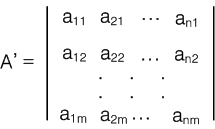 a₁₁ a₂₁ ⋯ aₙ₁
A' = a₁₂ a₂₂ … aₙ₂
. . .
. . .
a₁ₘ a₂ₘ ⋯ aₙₘ